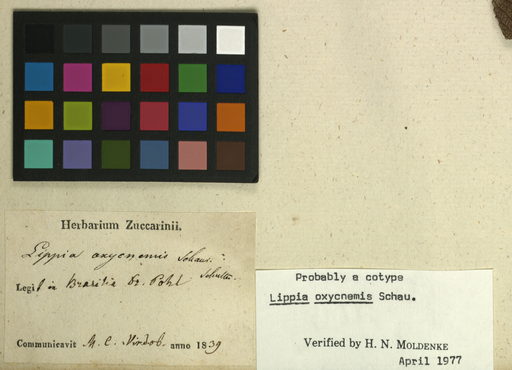 Herbarium Zuccarinii.
Lippia oxycnemis Schau.
Legit in Brasilia Dr. Pohl
Communicavit M. C. Vindob. anno 1839
Probably a cotype
Lippia oxycnemis Schau.
Verified by H. N. MOLDENKE
April 1977